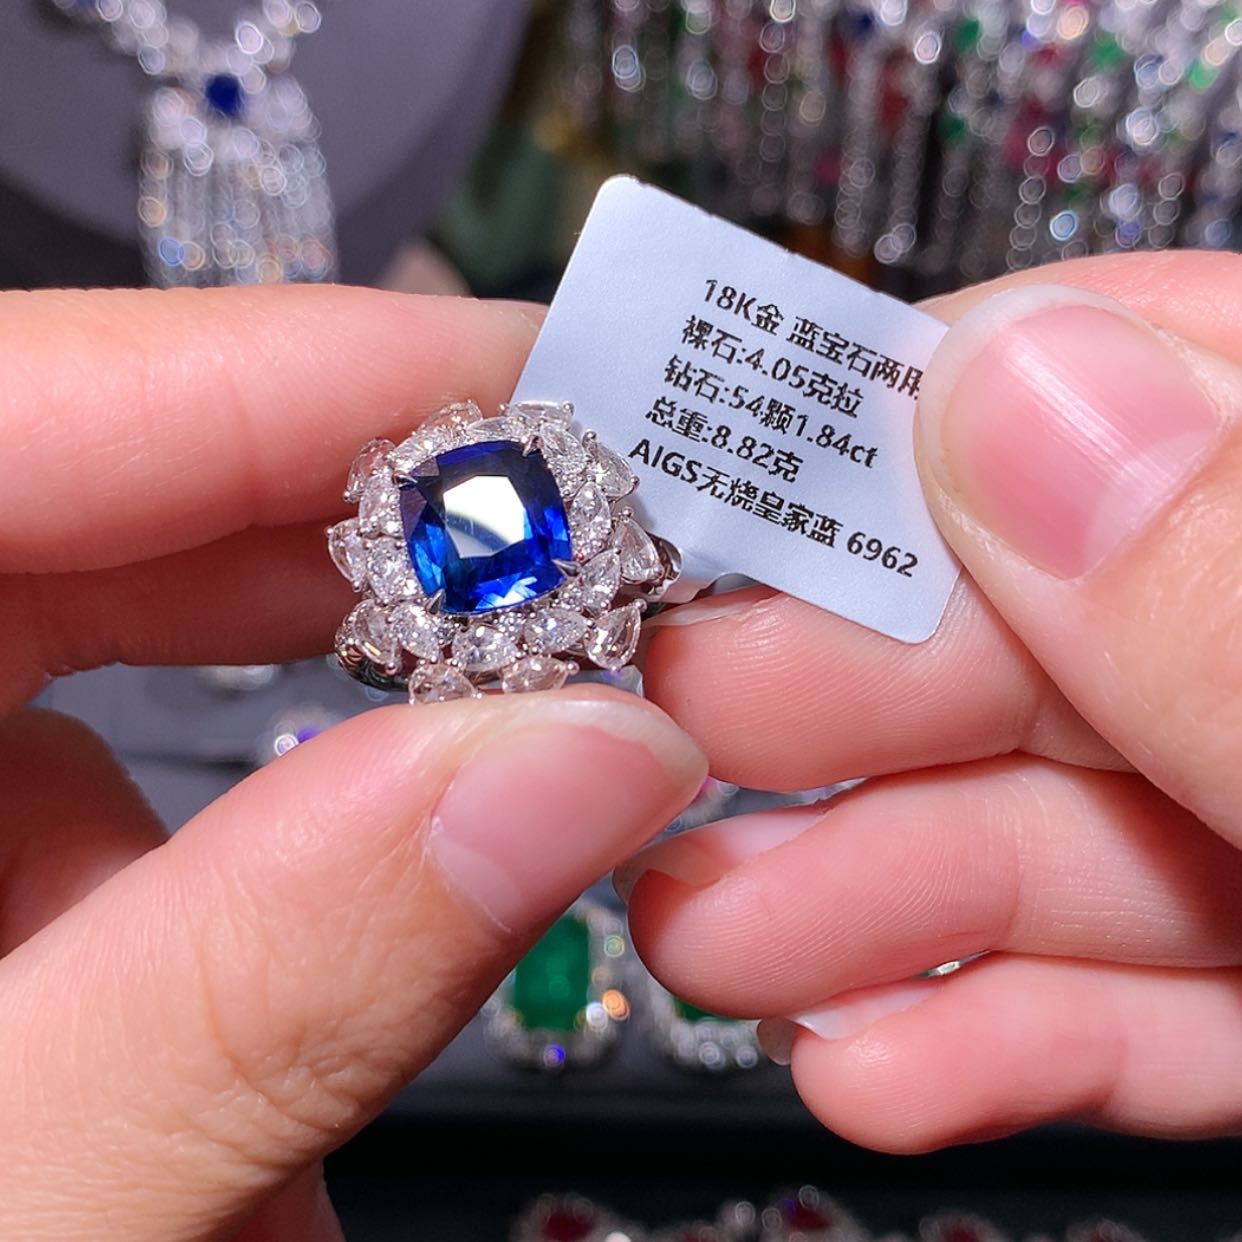 18K金 蓝宝石两用
裸石:4.05克拉
钻石:54颗1.84ct
总重:8.82克
AIGS无烧皇家蓝 6962